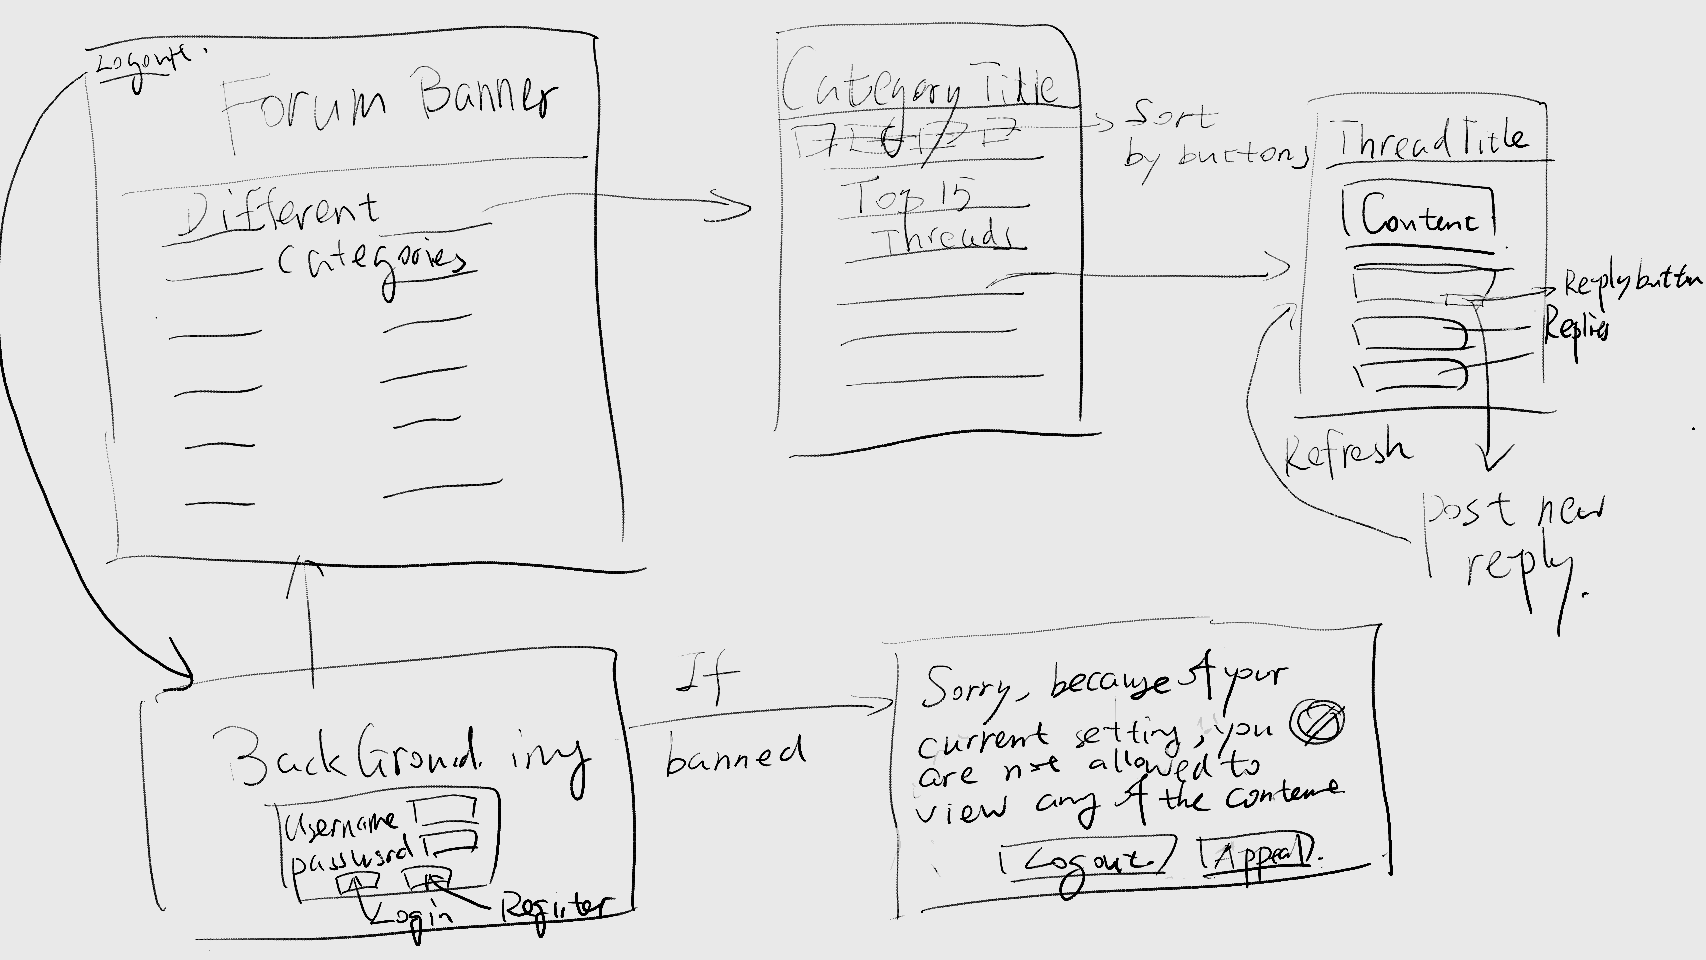 Logout.
Forum Banner
Different
Categories
Category Title
Sort
by buttons
Top 15
Threads
Thread Title
Content
Reply button
Replies
Refresh
post new
reply.
BackGround. img
Username
password
Login
Register
If
banned
Sorry, because of your
current setting, you
are not allowed to
view any of the content
Logout
Appeal.